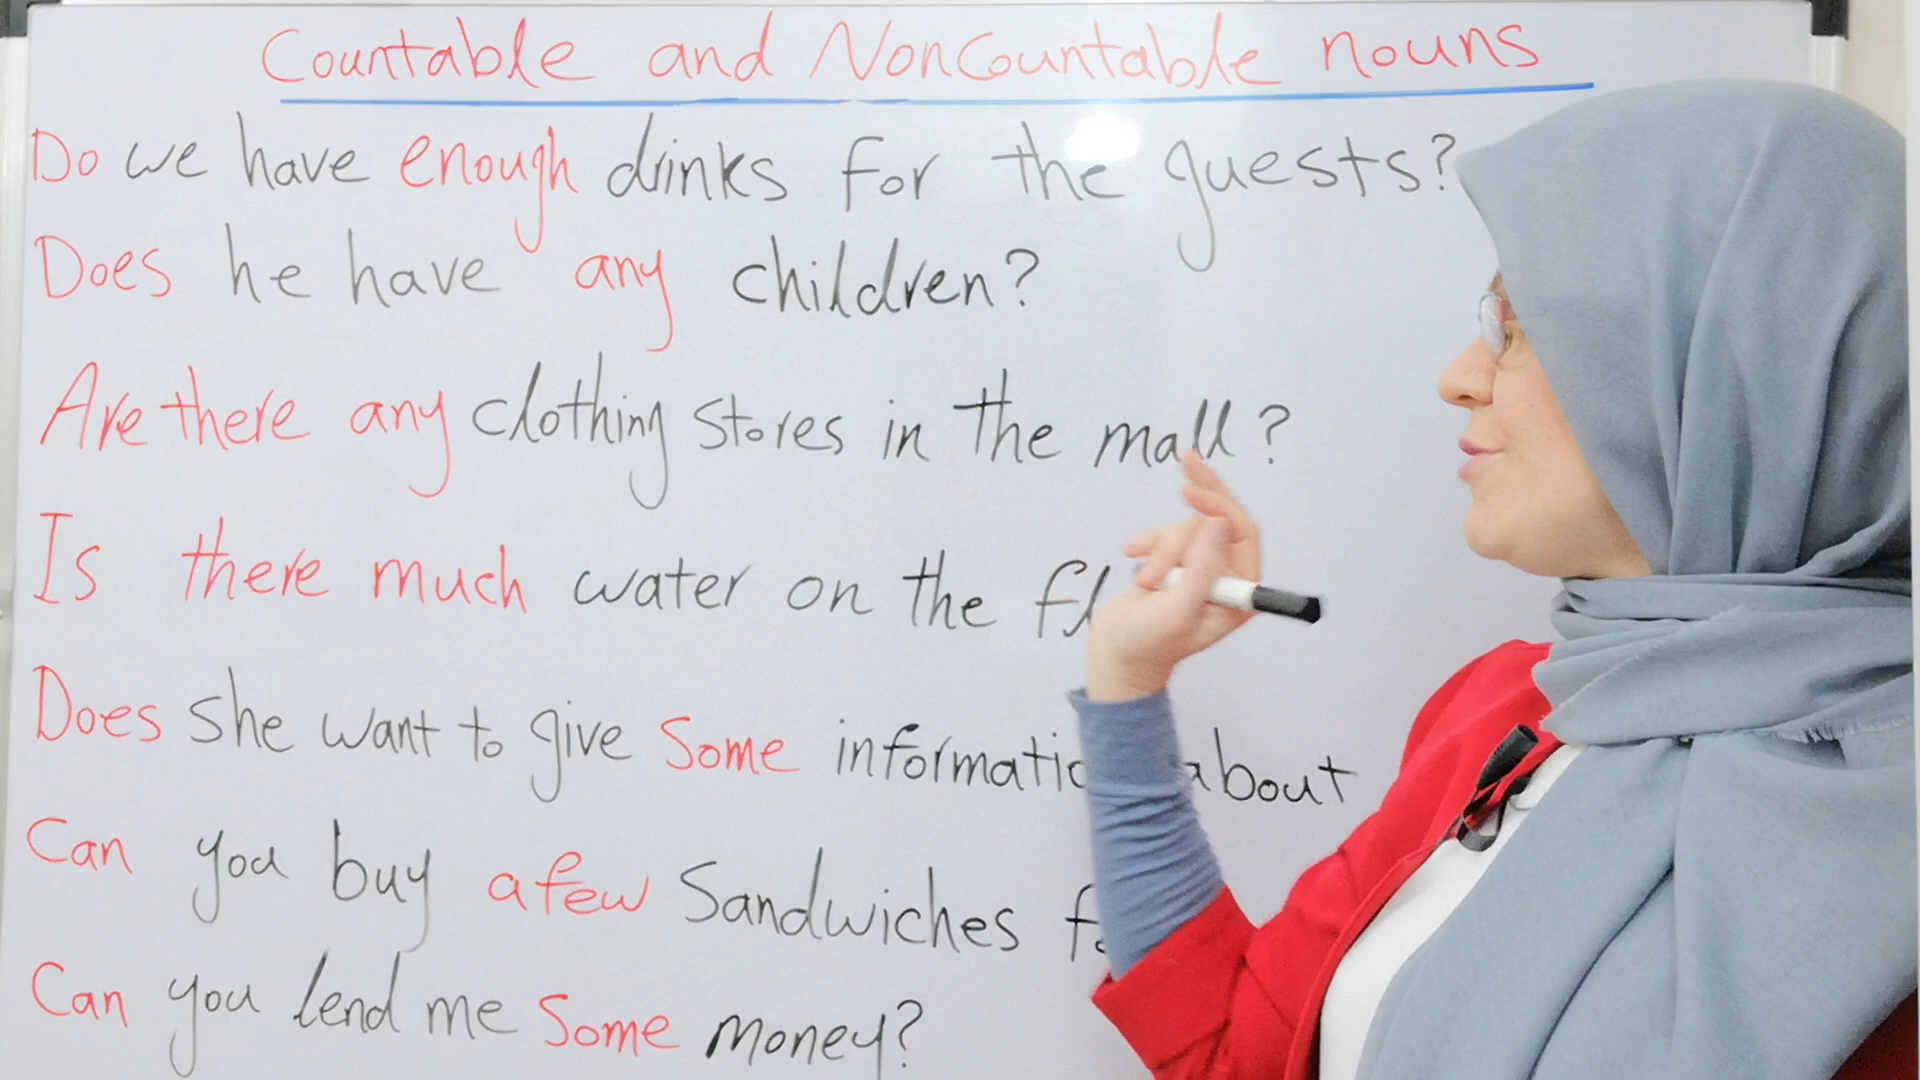 Countable and NonCountable nouns
Do we have enough drinks for the guests?
Does he have any children?
Are there any clothing stores in the mall?
Is there much water on the
Does she want to give some about
Can you buy a few Sandwiches
Can you lend me some money?